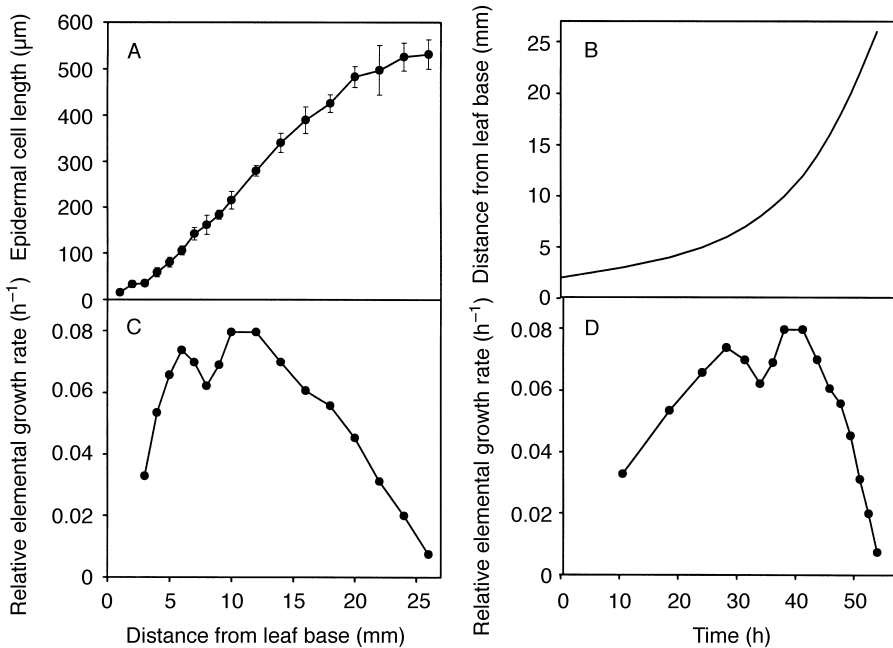 A
Epidermal cell length (μm)
600
500
400
300
200
100
0
B
Distance from leaf base (mm)
25
20
15
10
5
0
C
Relative elemental growth rate (h⁻¹)
0.08
0.06
0.04
0.02
0
0 5 10 15 20 25
Distance from leaf base (mm)
D
Relative elemental growth rate (h⁻¹)
0.08
0.06
0.04
0.02
0
0 10 20 30 40 50
Time (h)